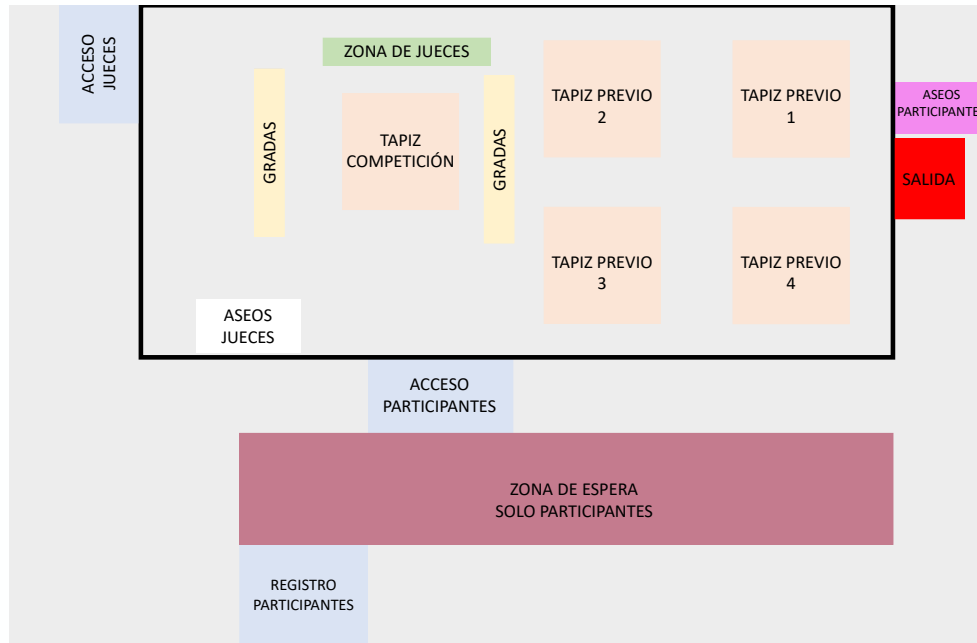 ACCESO
JUECES
ZONA DE JUECES
GRADAS
TAPIZ
COMPETICIÓN
GRADAS
TAPIZ PREVIO
2
TAPIZ PREVIO
1
ASEOS
PARTICIPANTE
SALIDA
TAPIZ PREVIO
3
TAPIZ PREVIO
4
ASEOS
JUECES
ACCESO
PARTICIPANTES
ZONA DE ESPERA
SOLO PARTICIPANTES
REGISTRO
PARTICIPANTES